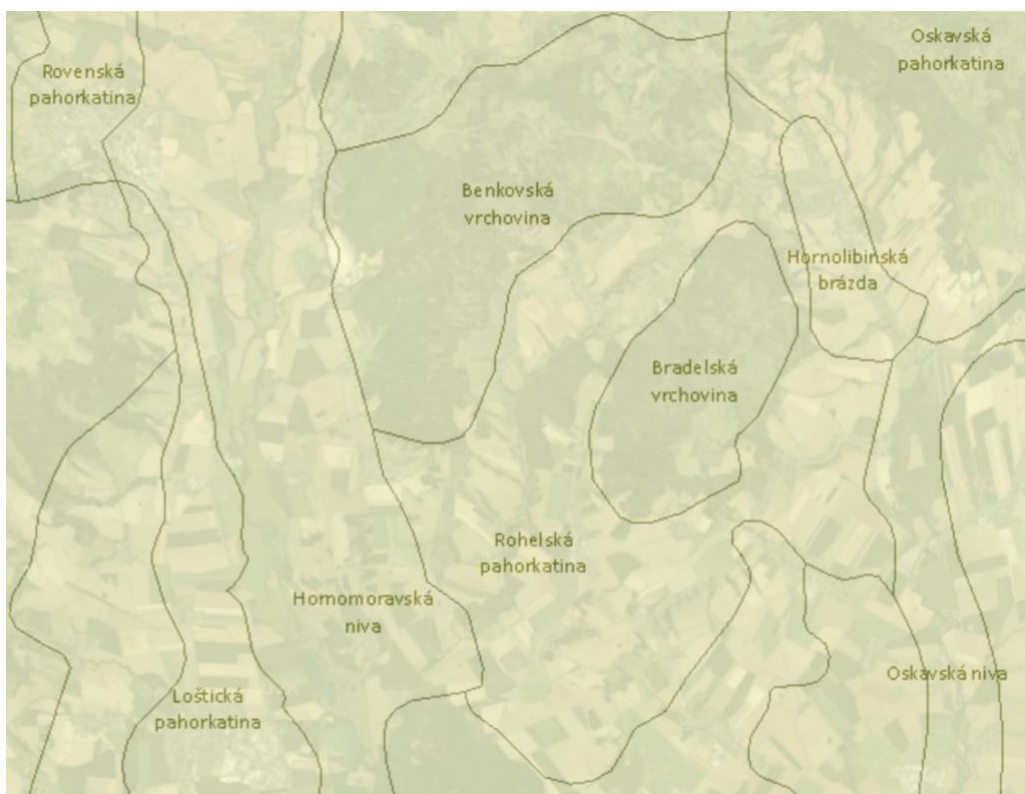 Oskavská
pahorkatina
Rovenská
pahorkatina
Benkovská
vrchovina
Hornolibinská
brázda
Bradelská
vrchovina
Rohelská
pahorkatina
Hornomoravská
niva
Oskavská niva
Loštická
pahorkatina